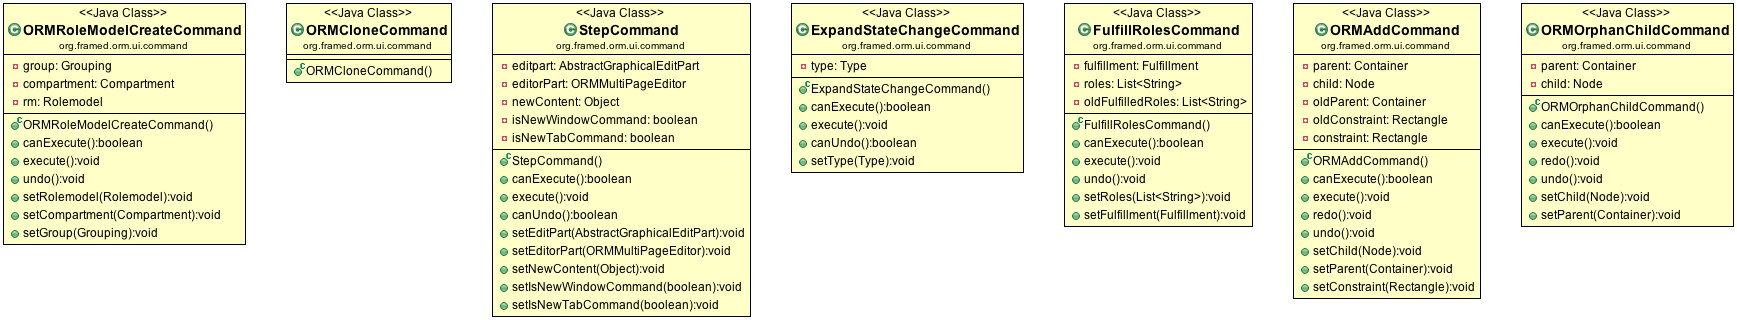 <<Java Class>>
ORMRoleModelCreateCommand
org.framed.orm.ui.command
group: Grouping
compartment: Compartment
rm: Rolemodel
ORMRoleModelCreateCommand()
canExecute():boolean
execute():void
undo():void
setRolemodel(Rolemodel):void
setCompartment(Compartment):void
setGroup(Grouping):void
<<Java Class>>
ORMCloneCommand
org.framed.orm.ui.command
ORMCloneCommand()
<<Java Class>>
StepCommand
org.framed.orm.ui.command
editpart: AbstractGraphicalEditPart
editorPart: ORMMultiPageEditor
newContent: Object
isNewWindowCommand: boolean
isNewTabCommand: boolean
StepCommand()
canExecute():boolean
execute():void
canUndo():boolean
setEditPart(AbstractGraphicalEditPart):void
setEditorPart(ORMMultiPageEditor):void
setNewContent(Object):void
setIsNewWindowCommand(boolean):void
setIsNewTabCommand(boolean):void
<<Java Class>>
ExpandStateChangeCommand
org.framed.orm.ui.command
type: Type
ExpandStateChangeCommand()
canExecute():boolean
execute():void
canUndo():boolean
setType(Type):void
<<Java Class>>
FulfillRolesCommand
org.framed.orm.ui.command
fulfillment: Fulfillment
roles: List<String>
oldFulfilledRoles: List<String>
FulfillRolesCommand()
canExecute():boolean
execute():void
undo():void
setRoles(List<String>):void
setFulfillment(Fulfillment):void
<<Java Class>>
ORMAddCommand
org.framed.orm.ui.command
parent: Container
child: Node
oldParent: Container
oldConstraint: Rectangle
constraint: Rectangle
ORMAddCommand()
canExecute():boolean
execute():void
redo():void
undo():void
setChild(Node):void
setParent(Container):void
setConstraint(Rectangle):void
<<Java Class>>
ORMOrphanChildCommand
org.framed.orm.ui.command
parent: Container
child: Node
ORMOrphanChildCommand()
canExecute():boolean
execute():void
redo():void
undo():void
setChild(Node):void
setParent(Container):void